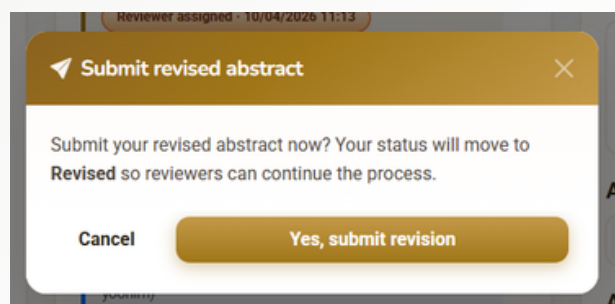 Reviewer assigned · 10/04/2026 11:13
Submit revised abstract
Submit your revised abstract now? Your status will move to
Revised so reviewers can continue the process.
Cancel
Yes, submit revision